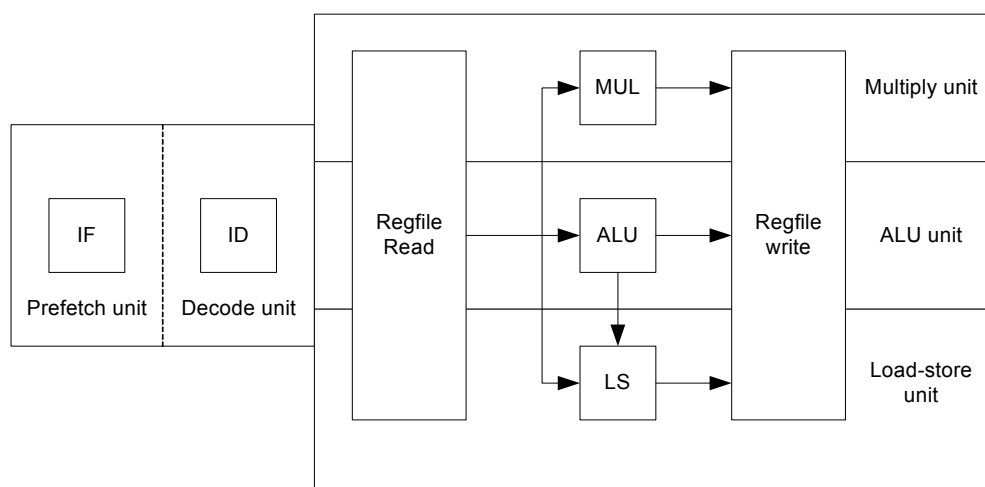 MUL
Multiply unit
IF
ID
Regfile
Read
ALU
Regfile
write
ALU unit
Prefetch unit
Decode unit
LS
Load-store
unit